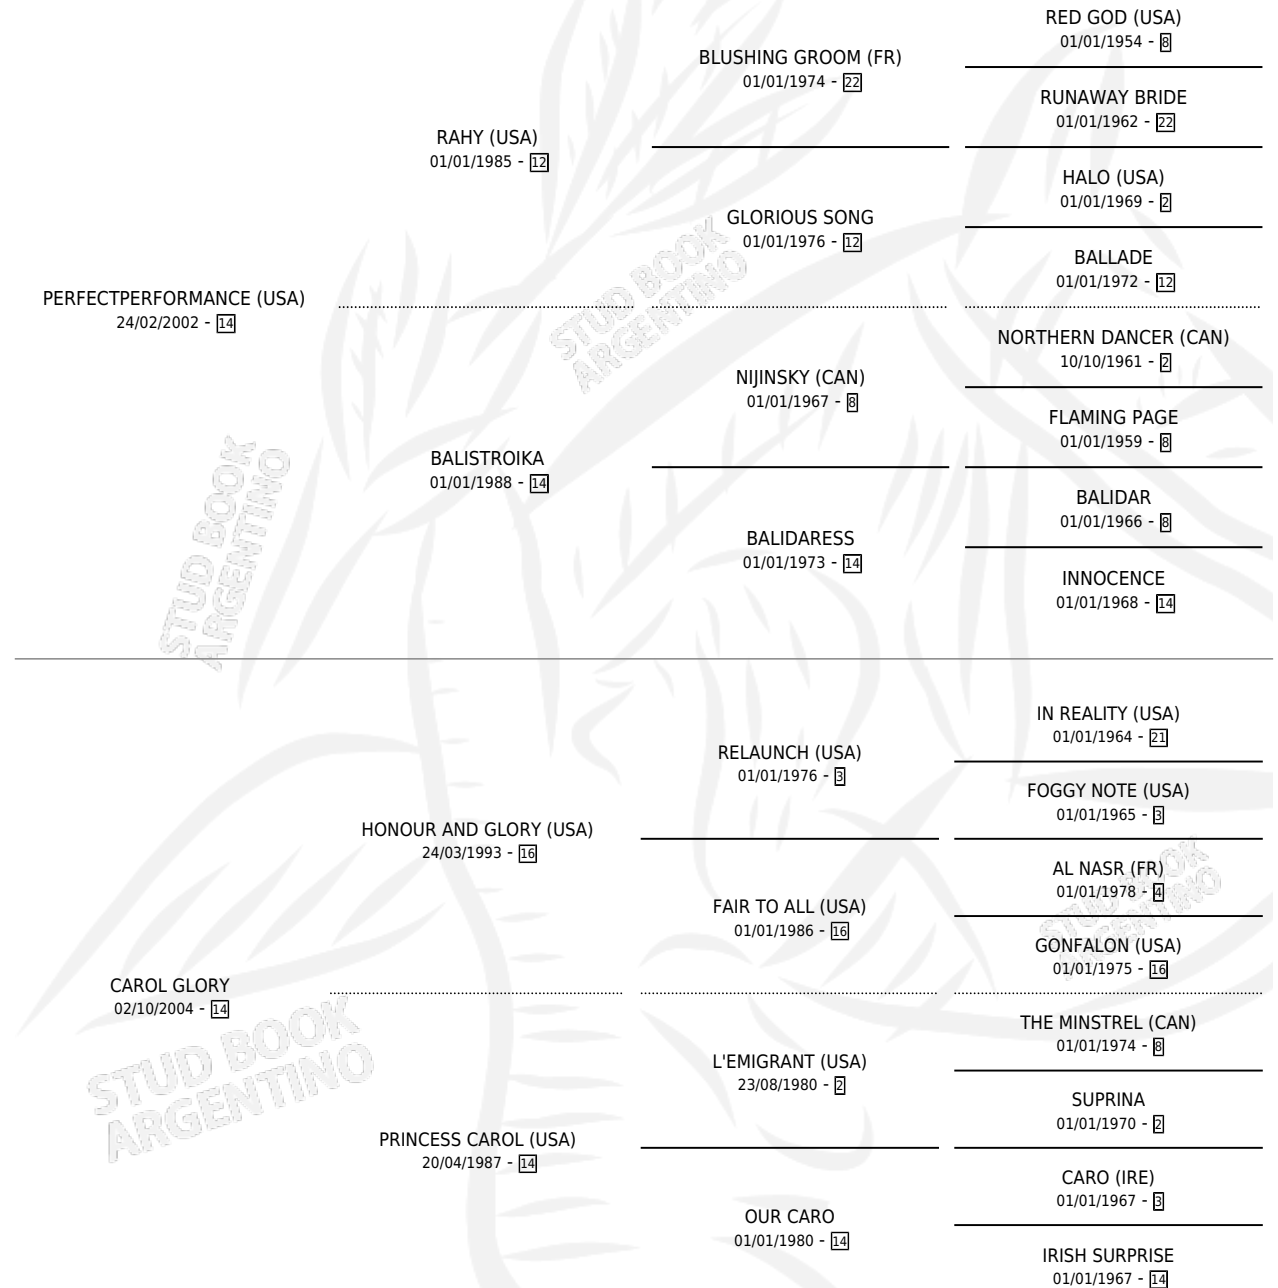 RED GOD (USA)
01/01/1954 - 8
BLUSHING GROOM (FR)
01/01/1974 - 22
RUNAWAY BRIDE
01/01/1962 - 22
RAHY (USA)
01/01/1985 - 12
HALO (USA)
01/01/1969 - 2
GLORIOUS SONG
01/01/1976 - 12
BALLADE
01/01/1972 - 12
PERFECTPERFORMANCE (USA)
24/02/2002 - 14
STUD BOOK
ARGENTINO
NORTHERN DANCER (CAN)
10/10/1961 - 2
NIJINSKY (CAN)
01/01/1967 - 8
FLAMING PAGE
01/01/1959 - 8
BALISTROIKA
01/01/1988 - 14
BALIDAR
01/01/1966 - 8
BALIDARESS
01/01/1973 - 14
INNOCENCE
01/01/1968 - 14
STUD BOOK
ARGENTINO
IN REALITY (USA)
01/01/1964 - 21
RELAUNCH (USA)
01/01/1976 - 3
FOGGY NOTE (USA)
01/01/1965 - 3
HONOUR AND GLORY (USA)
24/03/1993 - 16
AL NASR (FR)
01/01/1978 - 4
STUD BOOK
ARGENTINO
FAIR TO ALL (USA)
01/01/1986 - 16
GONFALON (USA)
01/01/1975 - 16
CAROL GLORY
02/10/2004 - 14
THE MINSTREL (CAN)
01/01/1974 - 8
STUD BOOK
ARGENTINO
L'EMIGRANT (USA)
23/08/1980 - 2
SUPRINA
01/01/1970 - 2
PRINCESS CAROL (USA)
20/04/1987 - 14
CARO (IRE)
01/01/1967 - 3
OUR CARO
01/01/1980 - 14
IRISH SURPRISE
01/01/1967 - 14